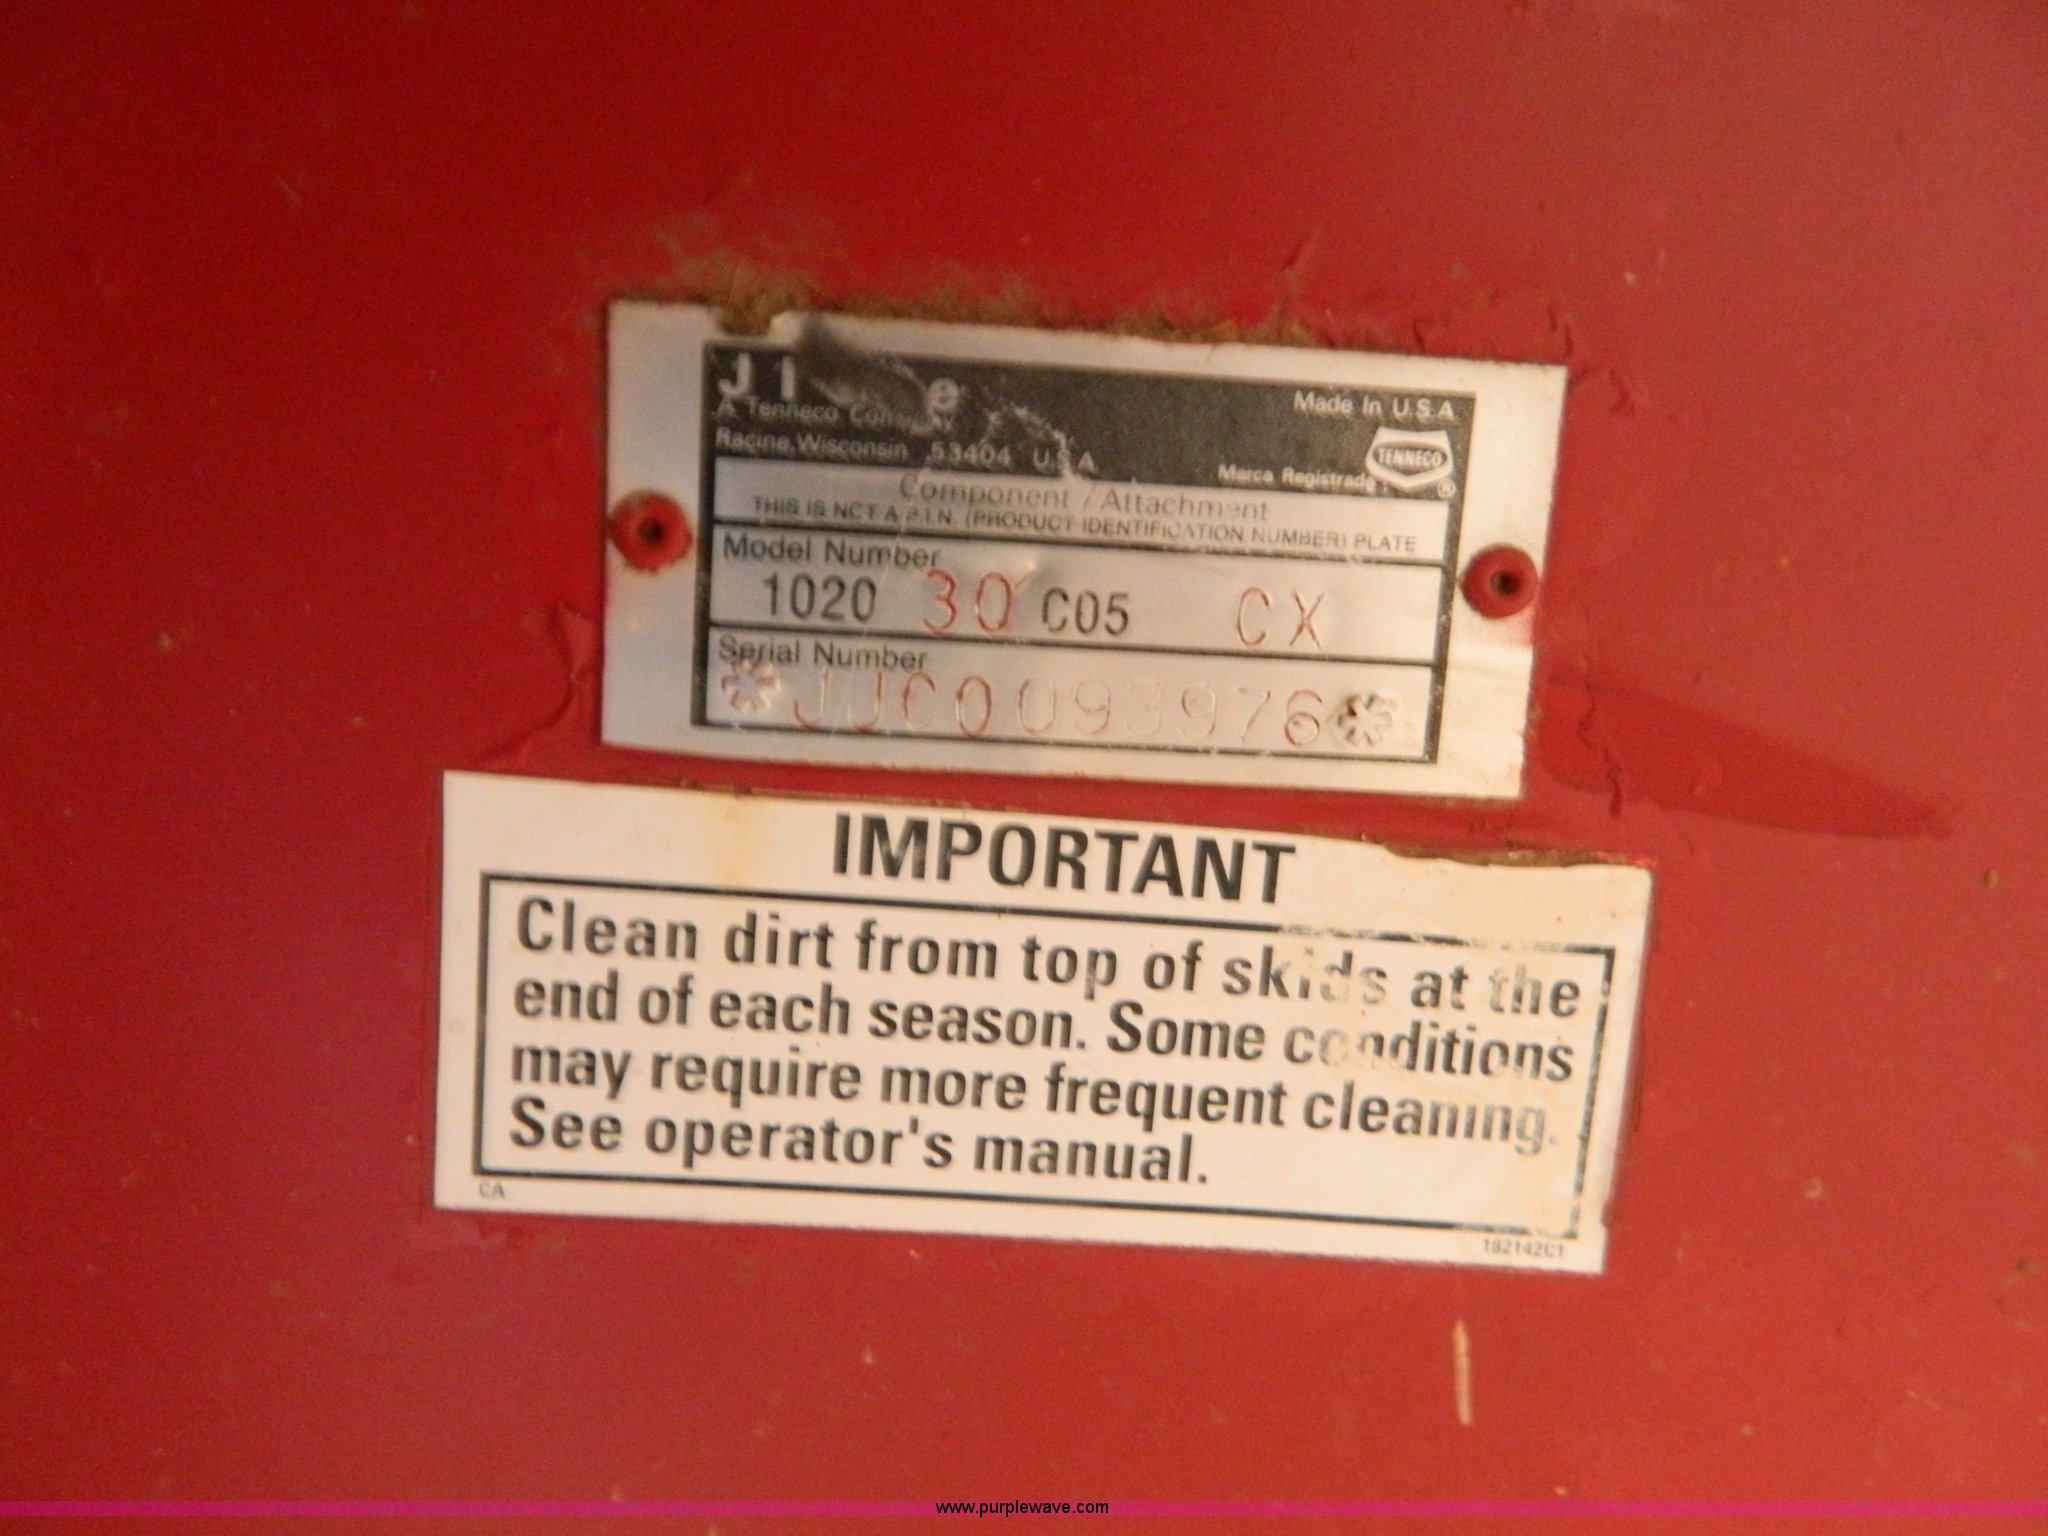 J I e
Made In U.S.A.
A Tenneco Company
Racine, Wisconsin 53404 U.S.A.
TENNECO
Marca Registrada ®
Component / Attachment
THIS IS NOT A P.I.N. (PRODUCT IDENTIFICATION NUMBER) PLATE
Model Number
1020 30 C05 CX
Serial Number
*JJC0093976*
IMPORTANT
Clean dirt from top of skids at the
end of each season. Some conditions
may require more frequent cleaning.
See operator's manual.
CA
182142C1
www.purplewave.com